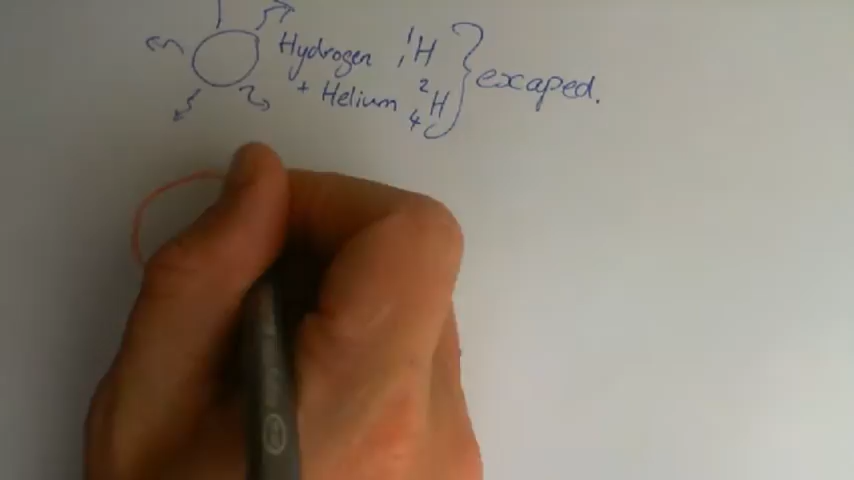 Hydrogen ¹₁H
+ Helium ²₄H } exaped.